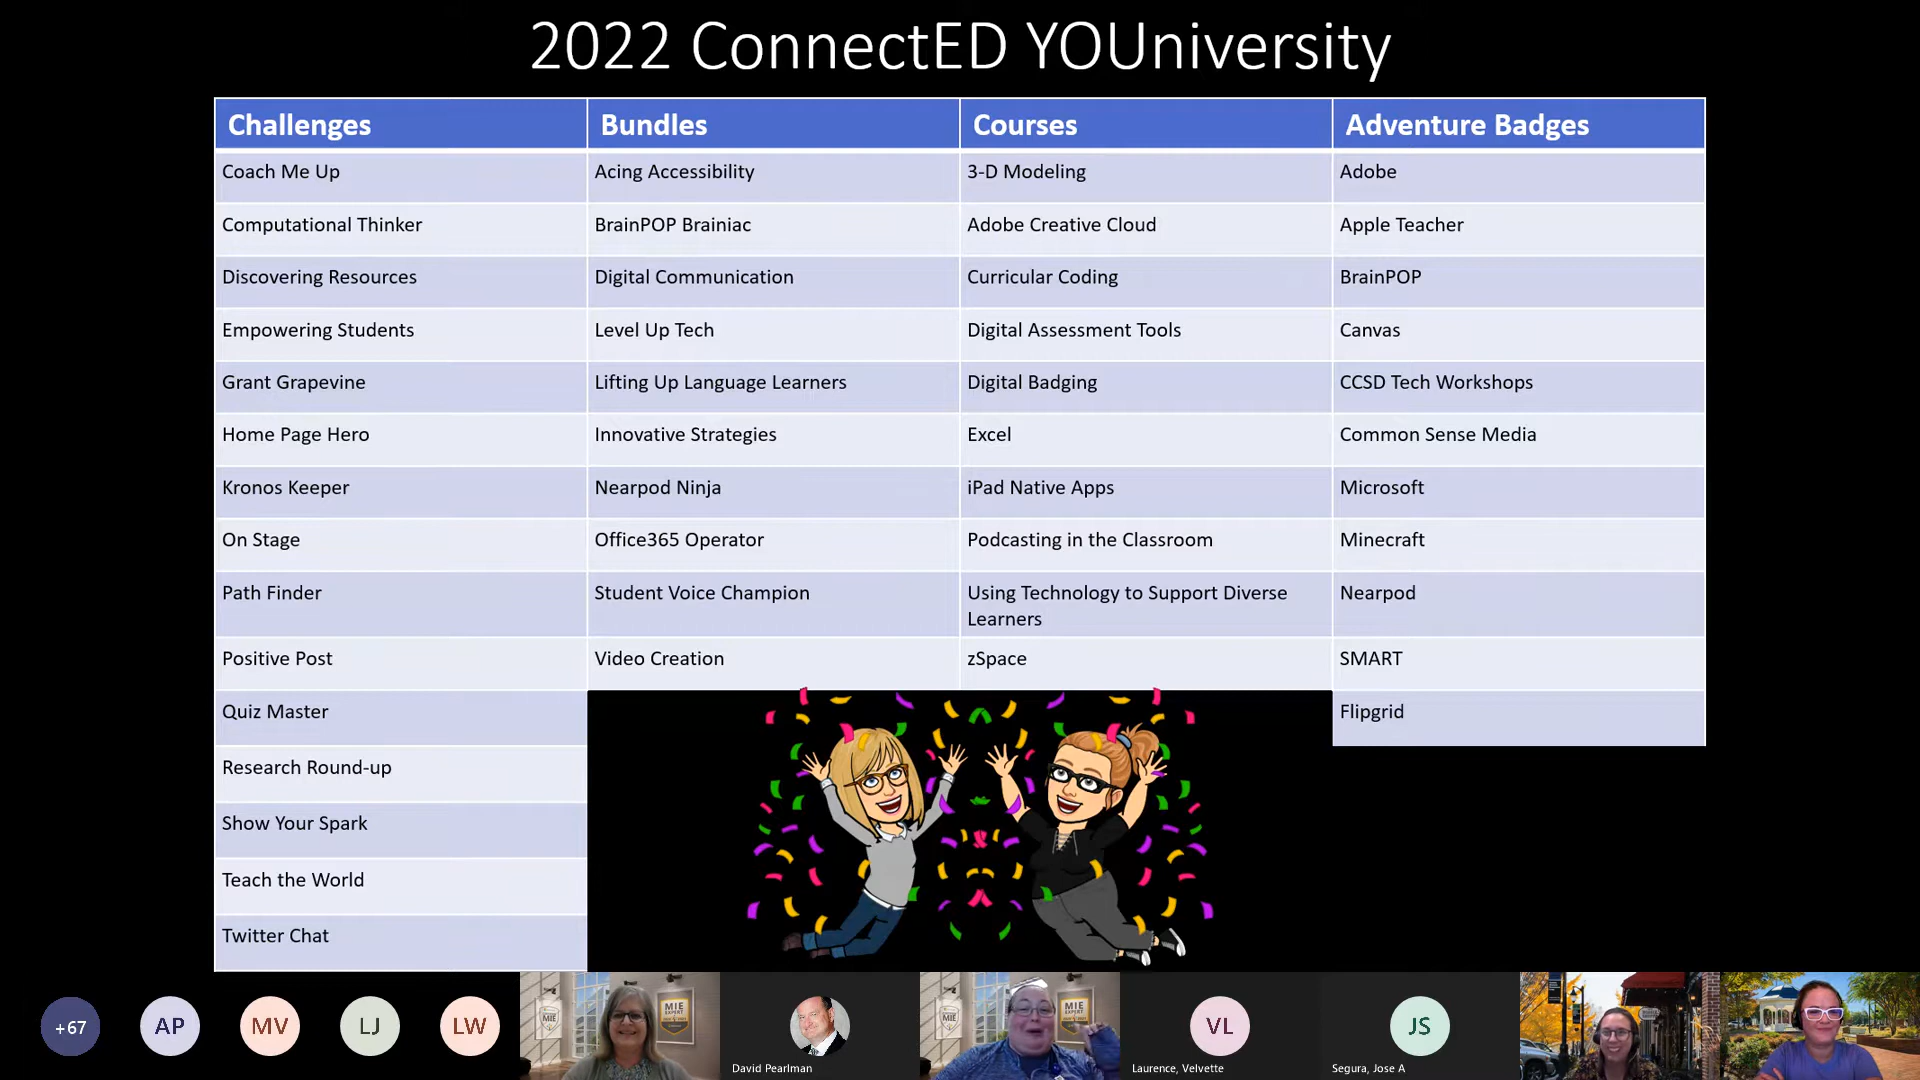 2022 ConnectED YOUniversity
Challenges Bundles Courses Adventure Badges
Coach Me Up Acing Accessibility 3-D Modeling Adobe
Computational Thinker BrainPOP Brainiac Adobe Creative Cloud Apple Teacher
Discovering Resources Digital Communication Curricular Coding BrainPOP
Empowering Students Level Up Tech Digital Assessment Tools Canvas
Grant Grapevine Lifting Up Language Learners Digital Badging CCSD Tech Workshops
Home Page Hero Innovative Strategies Excel Common Sense Media
Kronos Keeper Nearpod Ninja iPad Native Apps Microsoft
On Stage Office365 Operator Podcasting in the Classroom Minecraft
Path Finder Student Voice Champion Using Technology to Support Diverse Nearpod
Learners
Positive Post Video Creation zSpace SMART
Quiz Master Flipgrid
Research Round-up
Show Your Spark
Teach the World
Twitter Chat
+67 AP MV LJ LW VL JS
MIE
MIE
EXPERT
MIE
MIE
EXPERT
David Pearlman Laurence, Velvette Segura, Jose A